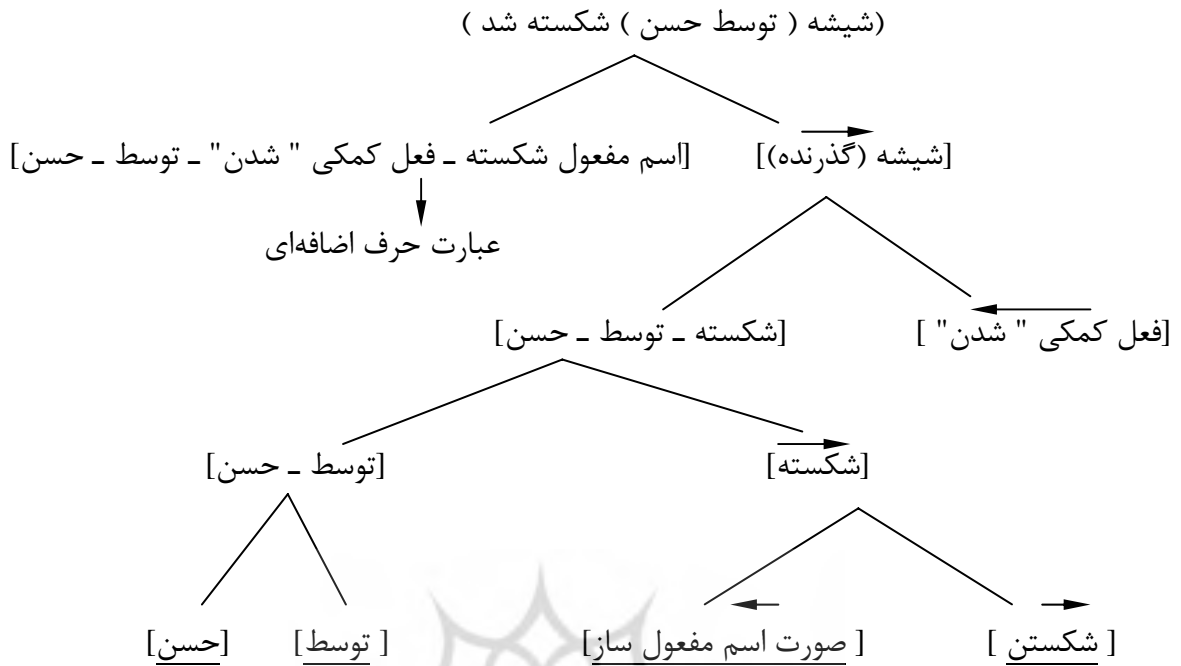 (شیشه ( توسط حسن ) شکسته شد )
[شیشه (گذرنده)] [اسم مفعول شکسته ـ فعل کمکی " شدن" ـ توسط ـ حسن]
عبارت حرف اضافه‌ای
[فعل کمکی " شدن" ] [شکسته ـ توسط ـ حسن]
[شکسته] [توسط ـ حسن]
[ شکستن ] [ صورت اسم مفعول ساز] [ توسط] [حسن]